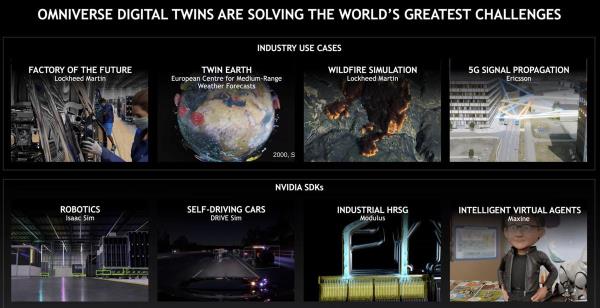 OMNIVERSE DIGITAL TWINS ARE SOLVING THE WORLD'S GREATEST CHALLENGES
INDUSTRY USE CASES
FACTORY OF THE FUTURE
Lockheed Martin
TWIN EARTH
European Centre for Medium-Range
Weather Forecasts
2000, S
WILDFIRE SIMULATION
Lockheed Martin
5G SIGNAL PROPAGATION
Ericsson
NVIDIA SDKs
ROBOTICS
Isaac Sim
SELF-DRIVING CARS
DRIVE Sim
INDUSTRIAL HRSG
Modulus
INTELLIGENT VIRTUAL AGENTS
Maxine